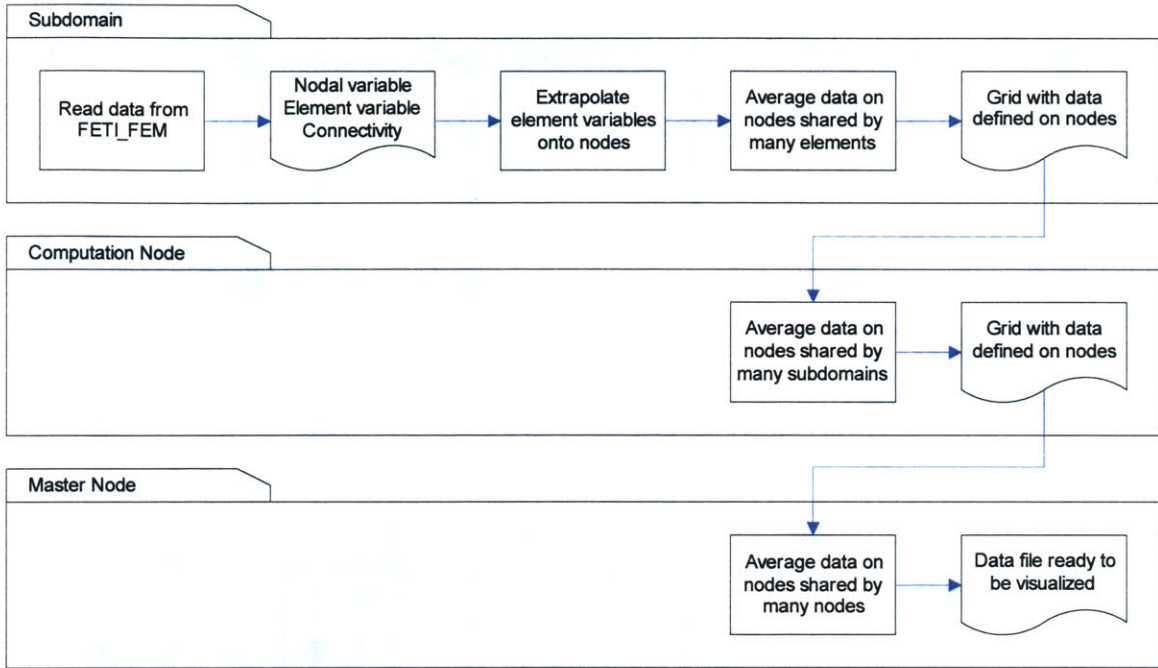 Subdomain
Read data from
FETI_FEM
Nodal variable
Element variable
Connectivity
Extrapolate
element variables
onto nodes
Average data on
nodes shared by
many elements
Grid with data
defined on nodes
Computation Node
Average data on
nodes shared by
many subdomains
Grid with data
defined on nodes
Master Node
Average data on
nodes shared by
many nodes
Data file ready to
be visualized